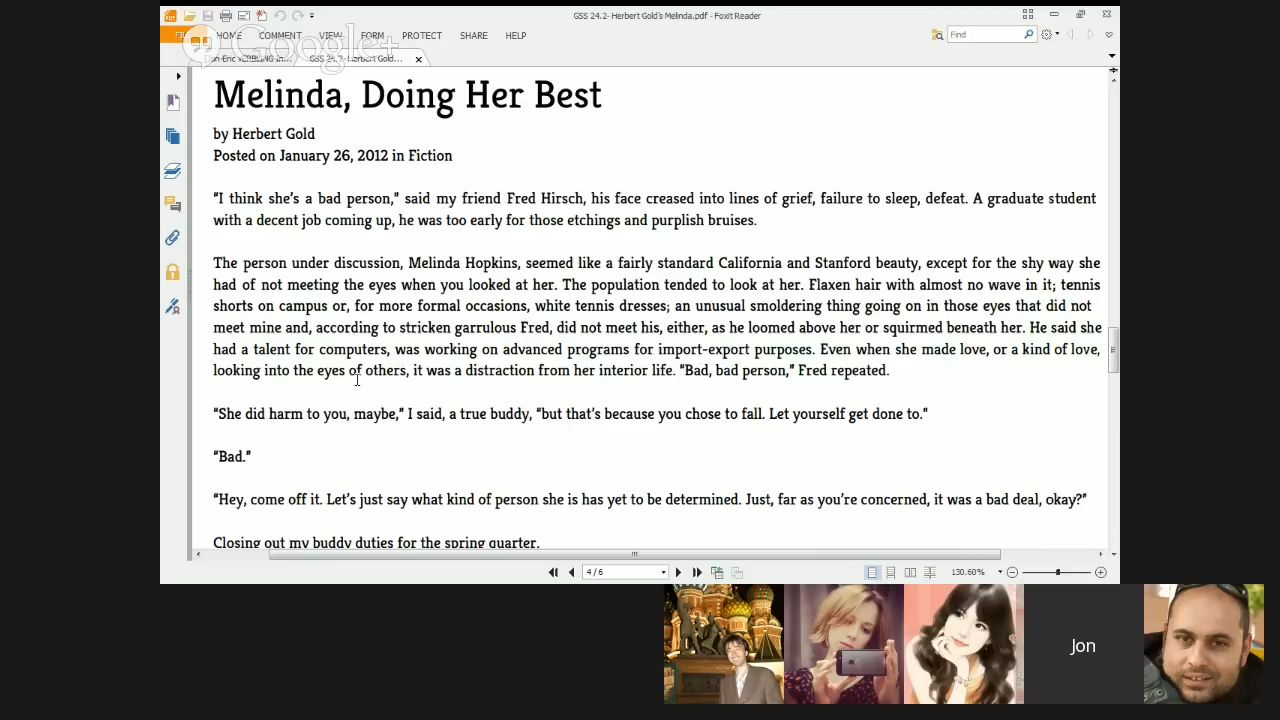 GSS 24.2- Herbert Gold's Melinda.pdf - Foxit Reader
HOME COMMENT VIEW FORM PROTECT SHARE HELP
Find
Google+
GSS 24.2- Herbert Gold...
Melinda, Doing Her Best
by Herbert Gold
Posted on January 26, 2012 in Fiction
“I think she’s a bad person,” said my friend Fred Hirsch, his face creased into lines of grief, failure to sleep, defeat. A graduate student
with a decent job coming up, he was too early for those etchings and purplish bruises.
The person under discussion, Melinda Hopkins, seemed like a fairly standard California and Stanford beauty, except for the shy way she
had of not meeting the eyes when you looked at her. The population tended to look at her. Flaxen hair with almost no wave in it; tennis
shorts on campus or, for more formal occasions, white tennis dresses; an unusual smoldering thing going on in those eyes that did not
meet mine and, according to stricken garrulous Fred, did not meet his, either, as he loomed above her or squirmed beneath her. He said she
had a talent for computers, was working on advanced programs for import-export purposes. Even when she made love, or a kind of love,
looking into the eyes of others, it was a distraction from her interior life. “Bad, bad person,” Fred repeated.
“She did harm to you, maybe,” I said, a true buddy, “but that’s because you chose to fall. Let yourself get done to.”
“Bad.”
“Hey, come off it. Let’s just say what kind of person she is has yet to be determined. Just, far as you’re concerned, it was a bad deal, okay?”
Closing out my buddy duties for the spring quarter.
4 / 6
130.60%
Jon